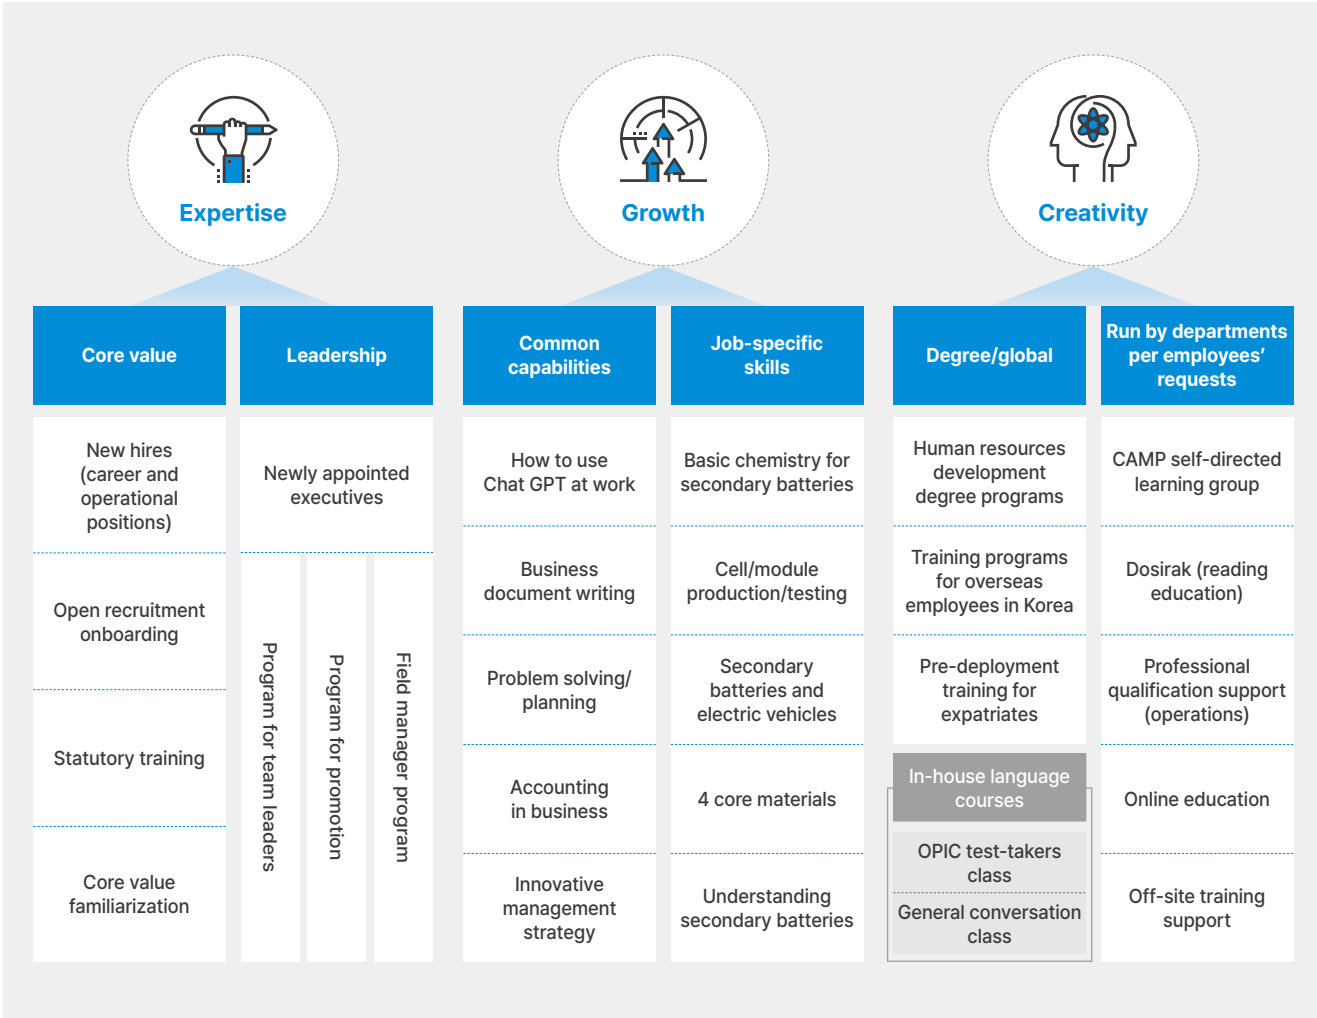 Expertise
Core value
New hires
(career and
operational
positions)
Open recruitment
onboarding
Statutory training
Core value
familiarization
Leadership
Newly appointed
executives
Program for team leaders
Program for promotion
Field manager program
Growth
Common
capabilities
How to use
Chat GPT at work
Business
document writing
Problem solving/
planning
Accounting
in business
Innovative
management
strategy
Job-specific
skills
Basic chemistry for
secondary batteries
Cell/module
production/testing
Secondary
batteries and
electric vehicles
4 core materials
Understanding
secondary batteries
Creativity
Degree/global
Human resources
development
degree programs
Training programs
for overseas
employees in Korea
Pre-deployment
training for
expatriates
In-house language
courses
OPIC test-takers
class
General conversation
class
Run by departments
per employees’
requests
CAMP self-directed
learning group
Dosirak (reading
education)
Professional
qualification support
(operations)
Online education
Off-site training
support